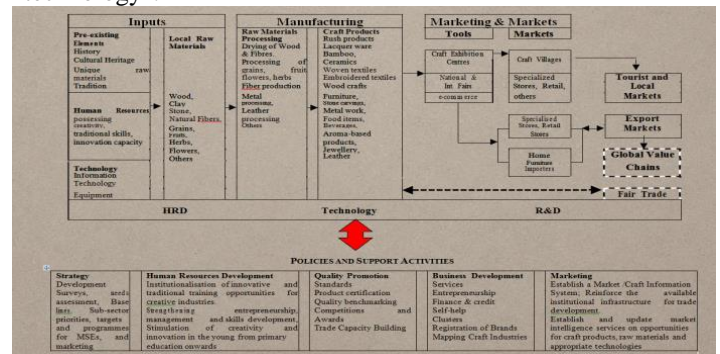 technology .
Inputs
Pre-existing
Elements
History
Cultural Heritage
Unique raw
materials
Tradition
Human Resources
possessing
creativity,
traditional skills,
innovation capacity
Technology
Information
Technology
Equipment
Local Raw
Materials
Wood,
Clay
Stone,
Natural Fibers,
Grains,
Fruits,
Herbs,
Flowers,
Others
Manufacturing
Raw Materials
Processing
Drying of Wood
& Fibres.
Processing of
grains, fruit
flowers, herbs
Fiber production
Metal
processing,
Leather
processing
Others
Craft Products
Rush products
Lacquer ware
Bamboo,
Ceramics
Woven textiles
Embroidered textiles
Wood crafts
Furniture,
Stone carvings,
Metal work,
Food items,
Beverages,
Aroma-based
products,
Jewellery,
Leather
Marketing & Markets
Tools
Markets
Craft Exhibition
Centres
National &
Int. Fairs
e-commerce
Craft Villages
Specialized
Stores, Retail,
others
Specialized
Stores, Retail
Stores
Home
Furniture
Importers
Tourist and
Local
Markets
Export
Markets
Global Value
Chains
Fair Trade
HRD
Technology
R&D
POLICIES AND SUPPORT ACTIVITIES
Strategy
Development
Surveys, needs
assessment, Base
lines, Sub-sector
priorities, targets
and programmes
for MSEs, and
marketing
Human Resources Development
Institutionalisation of innovative and
traditional training opportunities for
creative industries.
Strengthening entrepreneurship,
management and skills development,
Stimulation of creativity and
innovation in the young from primary
education onwards
Quality Promotion
Standards
Product certification
Quality benchmarking
Competitions and
Awards
Trade Capacity Building
Business Development
Services
Entrepreneurship
Finance & credit
Self-help
Clusters
Registration of Brands
Mapping Craft Industries
Marketing
Establish a Market /Craft Information
System; Reinforce the available
institutional infrastructure for trade
development.
Establish and update market
intelligence services on opportunities
for craft products, raw materials and
appropriate technologies